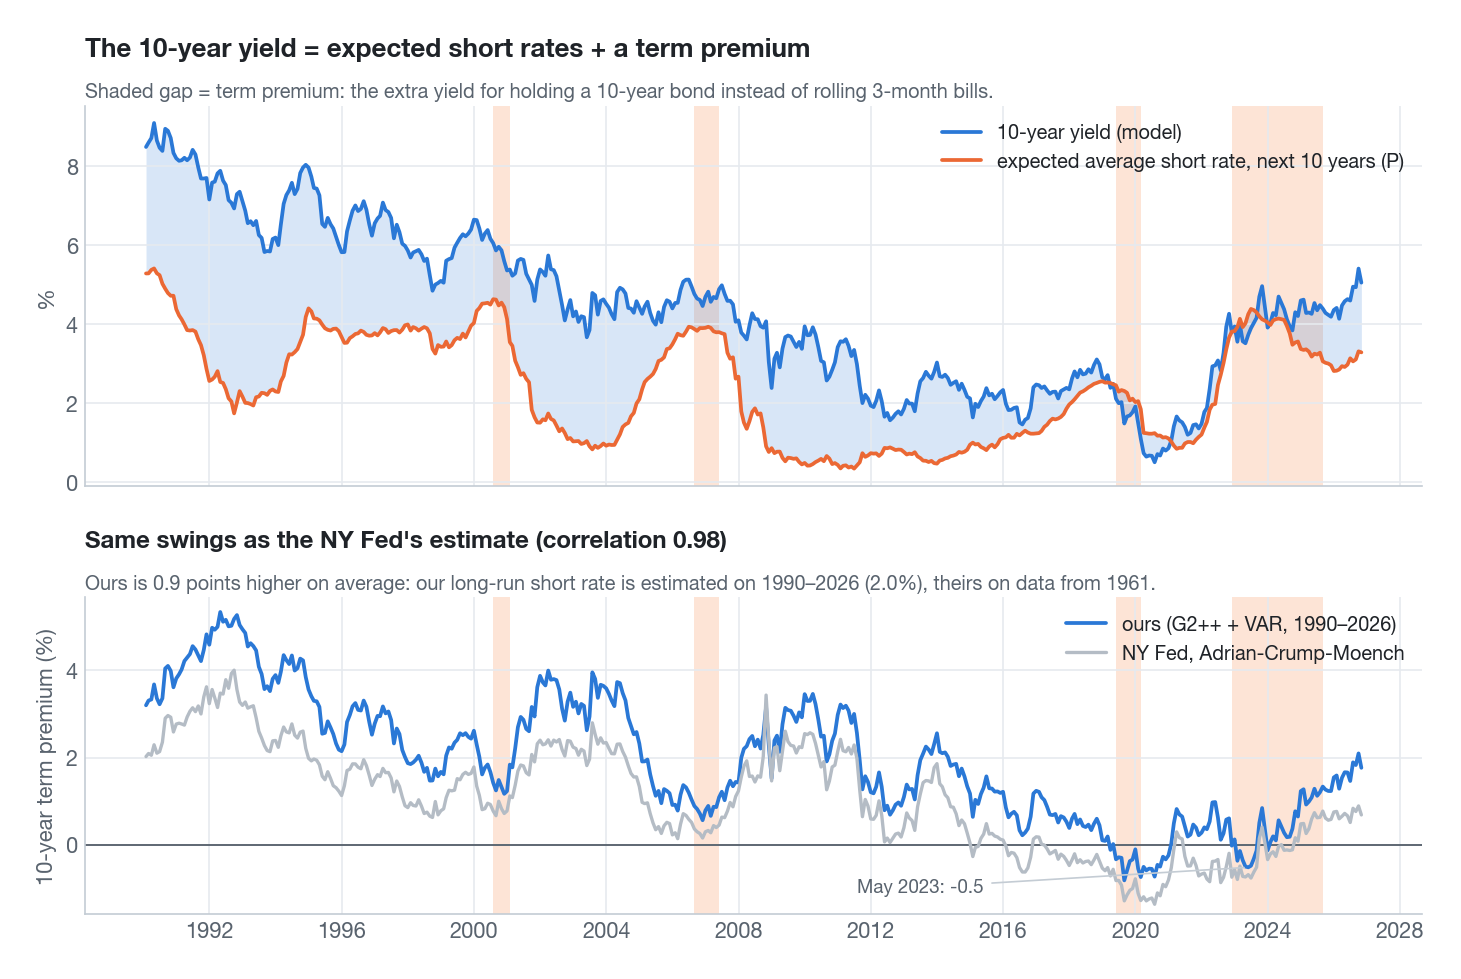 The 10-year yield = expected short rates + a term premium
Shaded gap = term premium: the extra yield for holding a 10-year bond instead of rolling 3-month bills.
10-year yield (model)
expected average short rate, next 10 years (P)
%
8
6
4
2
0
Same swings as the NY Fed's estimate (correlation 0.98)
Ours is 0.9 points higher on average: our long-run short rate is estimated on 1990–2026 (2.0%), theirs on data from 1961.
ours (G2++ + VAR, 1990–2026)
NY Fed, Adrian-Crump-Moench
10-year term premium (%)
4
2
0
May 2023: -0.5
1992 1996 2000 2004 2008 2012 2016 2020 2024 2028